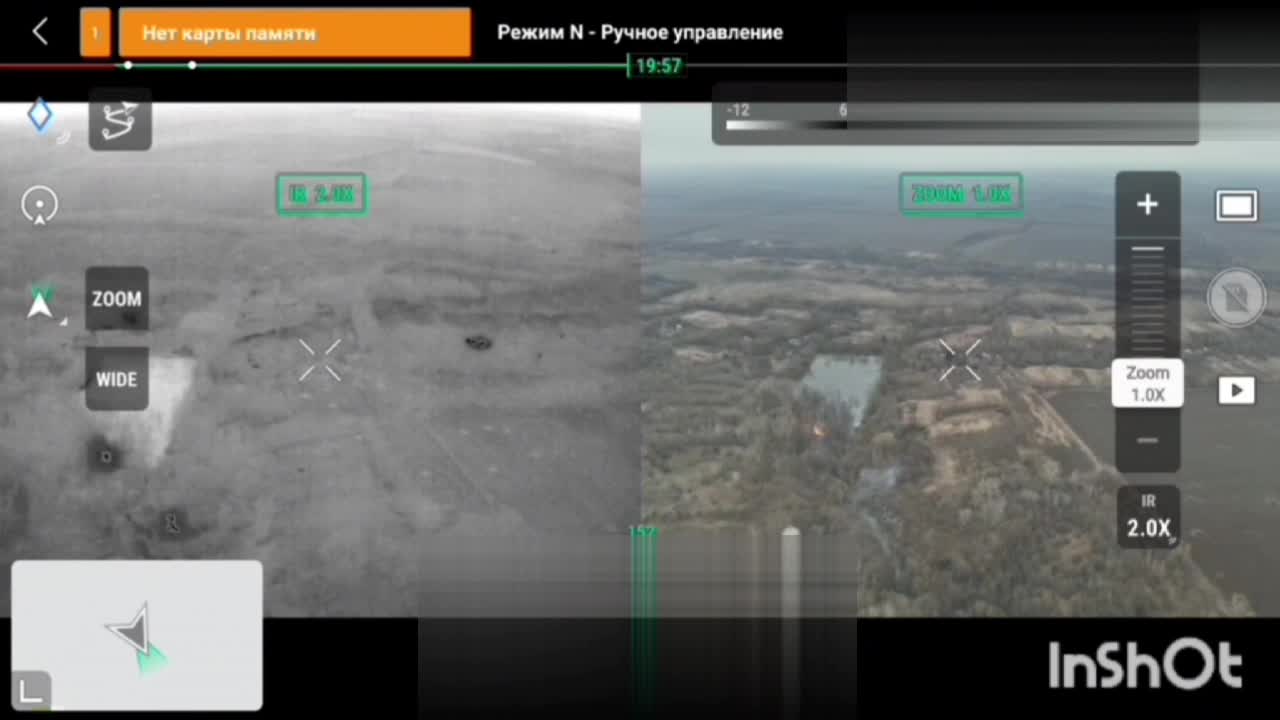 1
Нет карты памяти
Режим N - Ручное управление
19:57
-12
6
IR 2.0X
ZOOM 1.0X
ZOOM
WIDE
Zoom
1.0X
IR
2.0X
InShOt